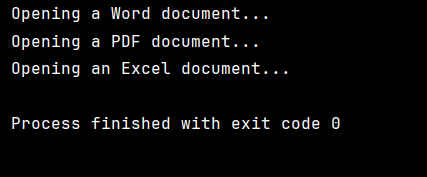 Opening a Word document...
Opening a PDF document...
Opening an Excel document...
Process finished with exit code 0